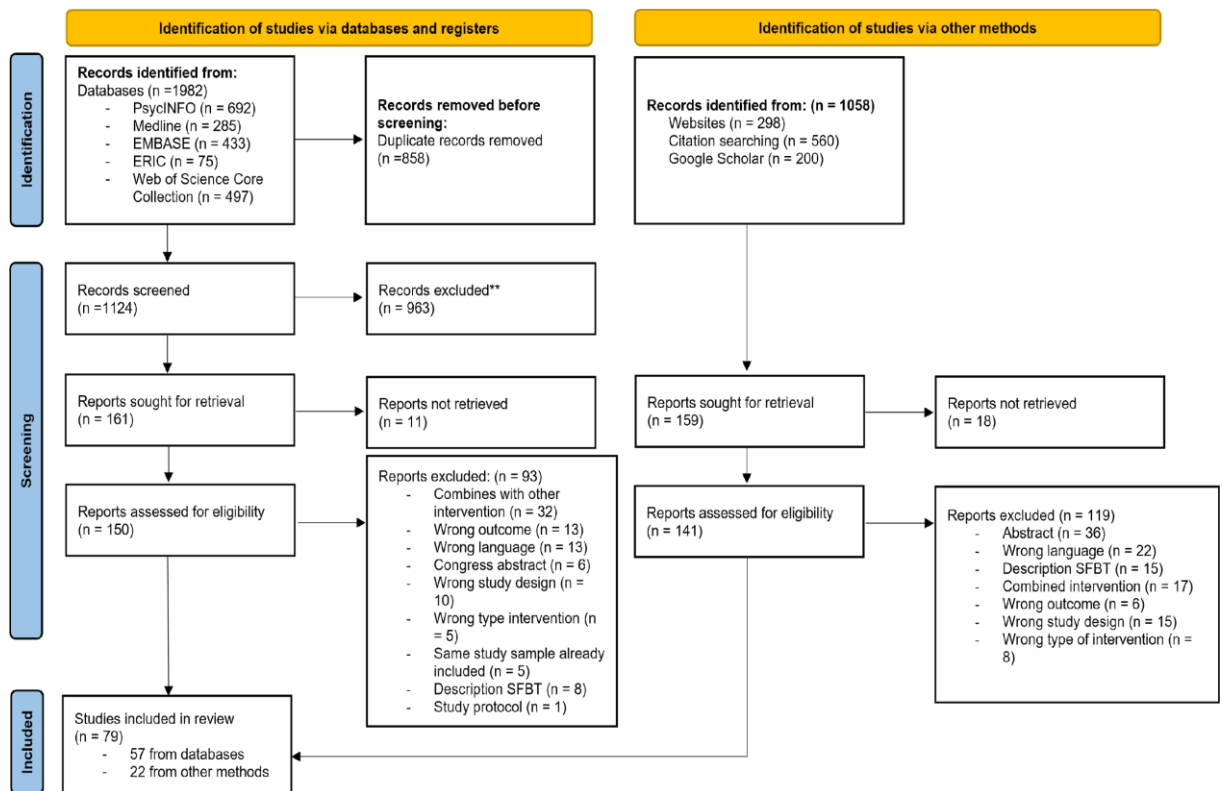 Identification of studies via databases and registers
Identification of studies via other methods
Identification
Records identified from:
Databases (n =1982)
- PsycINFO (n = 692)
- Medline (n = 285)
- EMBASE (n = 433)
- ERIC (n = 75)
- Web of Science Core
Collection (n = 497)
Records removed before
screening:
Duplicate records removed
(n =858)
Records identified from: (n = 1058)
Websites (n = 298)
Citation searching (n = 560)
Google Scholar (n = 200)
Screening
Records screened
(n =1124)
Records excluded**
(n = 963)
Reports sought for retrieval
(n = 161)
Reports not retrieved
(n = 11)
Reports sought for retrieval
(n = 159)
Reports not retrieved
(n = 18)
Reports assessed for eligibility
(n = 150)
Reports excluded: (n = 93)
- Combines with other
intervention (n = 32)
- Wrong outcome (n = 13)
- Wrong language (n = 13)
- Congress abstract (n = 6)
- Wrong study design (n =
10)
- Wrong type intervention (n
= 5)
- Same study sample already
included (n = 5)
- Description SFBT (n = 8)
- Study protocol (n = 1)
Reports assessed for eligibility
(n = 141)
Reports excluded (n = 119)
- Abstract (n = 36)
- Wrong language (n = 22)
- Description SFBT (n = 15)
- Combined intervention (n = 17)
- Wrong outcome (n = 6)
- Wrong study design (n = 15)
- Wrong type of intervention (n =
8)
Included
Studies included in review
(n = 79)
- 57 from databases
- 22 from other methods